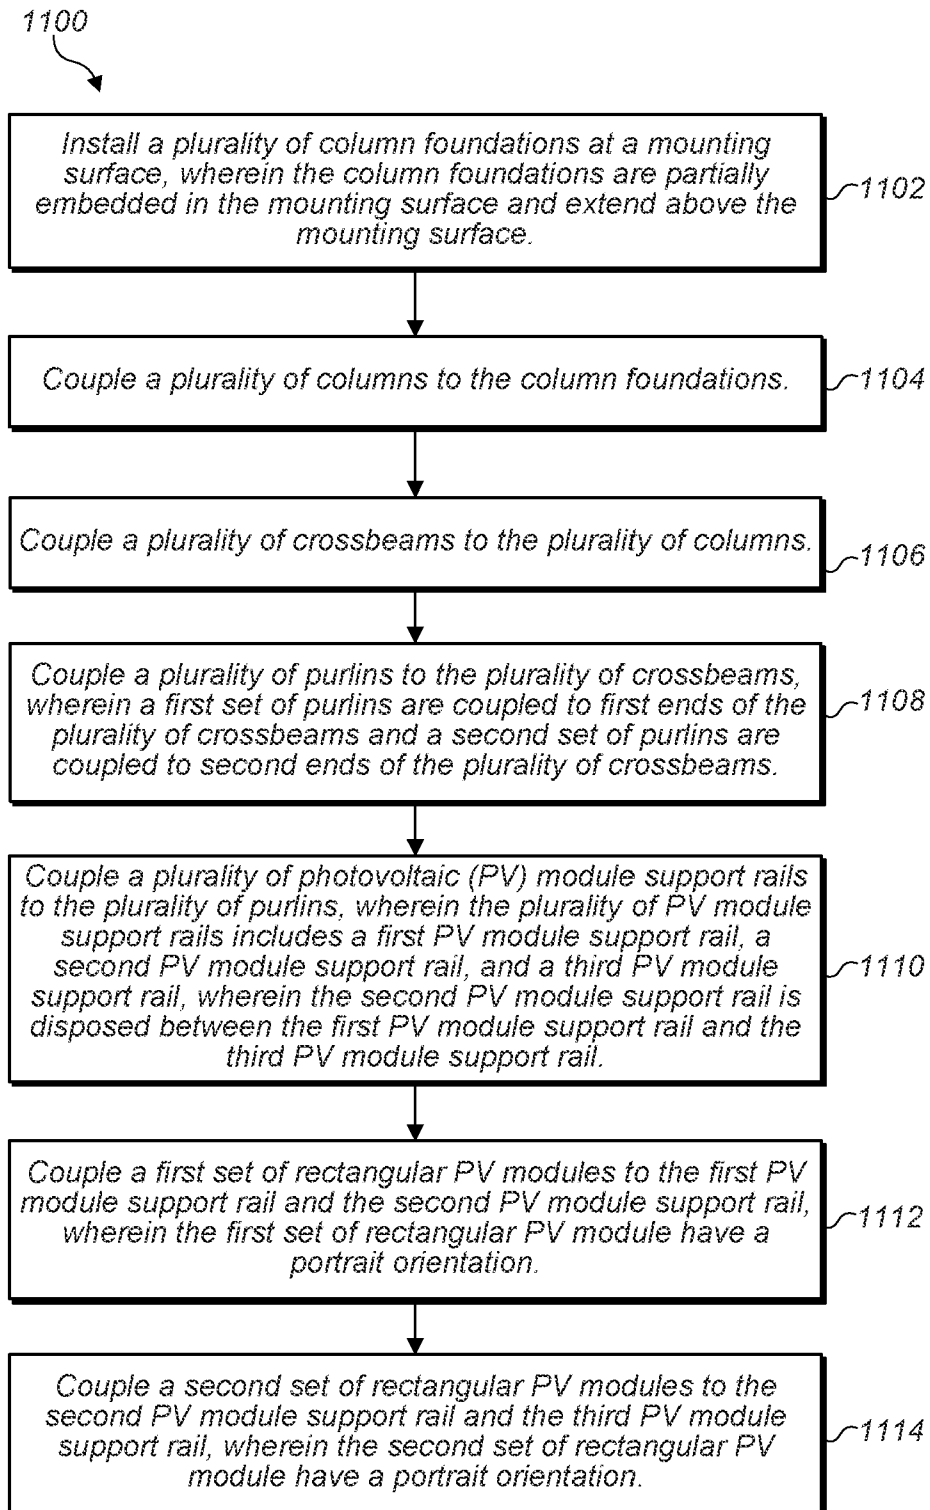 1100
Install a plurality of column foundations at a mounting
surface, wherein the column foundations are partially
embedded in the mounting surface and extend above the
mounting surface.
1102
Couple a plurality of columns to the column foundations.
1104
Couple a plurality of crossbeams to the plurality of columns.
1106
Couple a plurality of purlins to the plurality of crossbeams,
wherein a first set of purlins are coupled to first ends of the
plurality of crossbeams and a second set of purlins are
coupled to second ends of the plurality of crossbeams.
1108
Couple a plurality of photovoltaic (PV) module support rails
to the plurality of purlins, wherein the plurality of PV module
support rails includes a first PV module support rail, a
second PV module support rail, and a third PV module
support rail, wherein the second PV module support rail is
disposed between the first PV module support rail and the
third PV module support rail.
1110
Couple a first set of rectangular PV modules to the first PV
module support rail and the second PV module support rail,
wherein the first set of rectangular PV module have a
portrait orientation.
1112
Couple a second set of rectangular PV modules to the
second PV module support rail and the third PV module
support rail, wherein the second set of rectangular PV
module have a portrait orientation.
1114